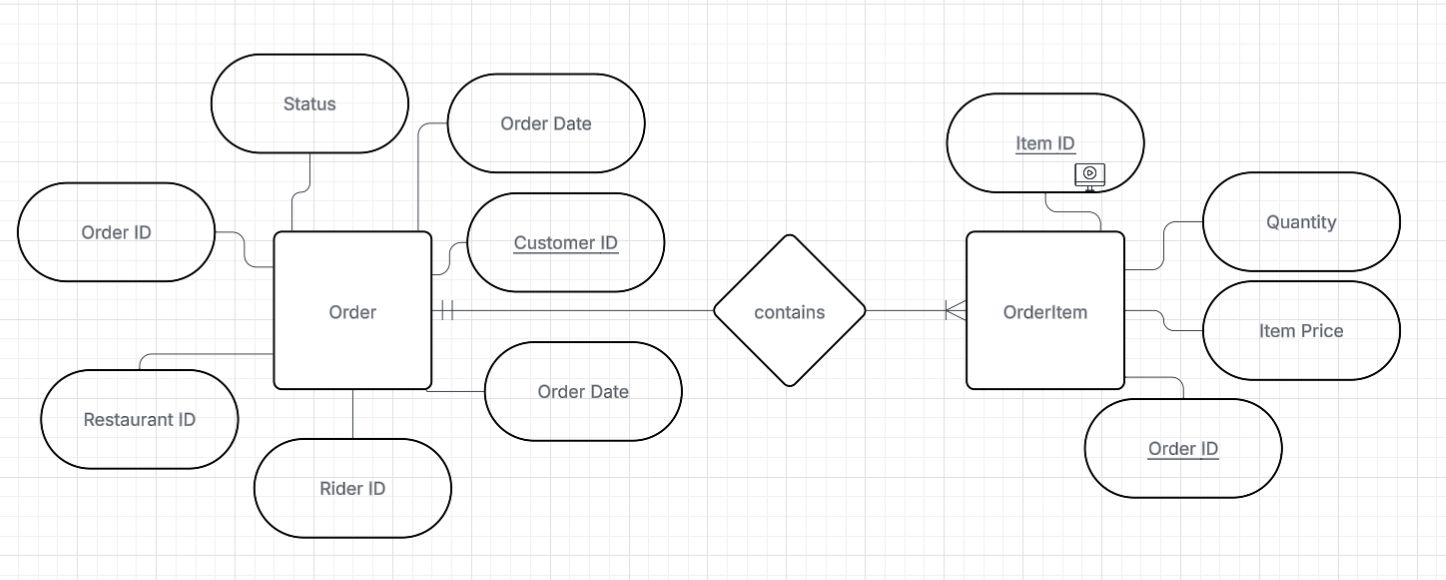 Status
Order Date
Item ID
Order ID
Customer ID
Quantity
Order
contains
OrderItem
Item Price
Restaurant ID
Order Date
Order ID
Rider ID